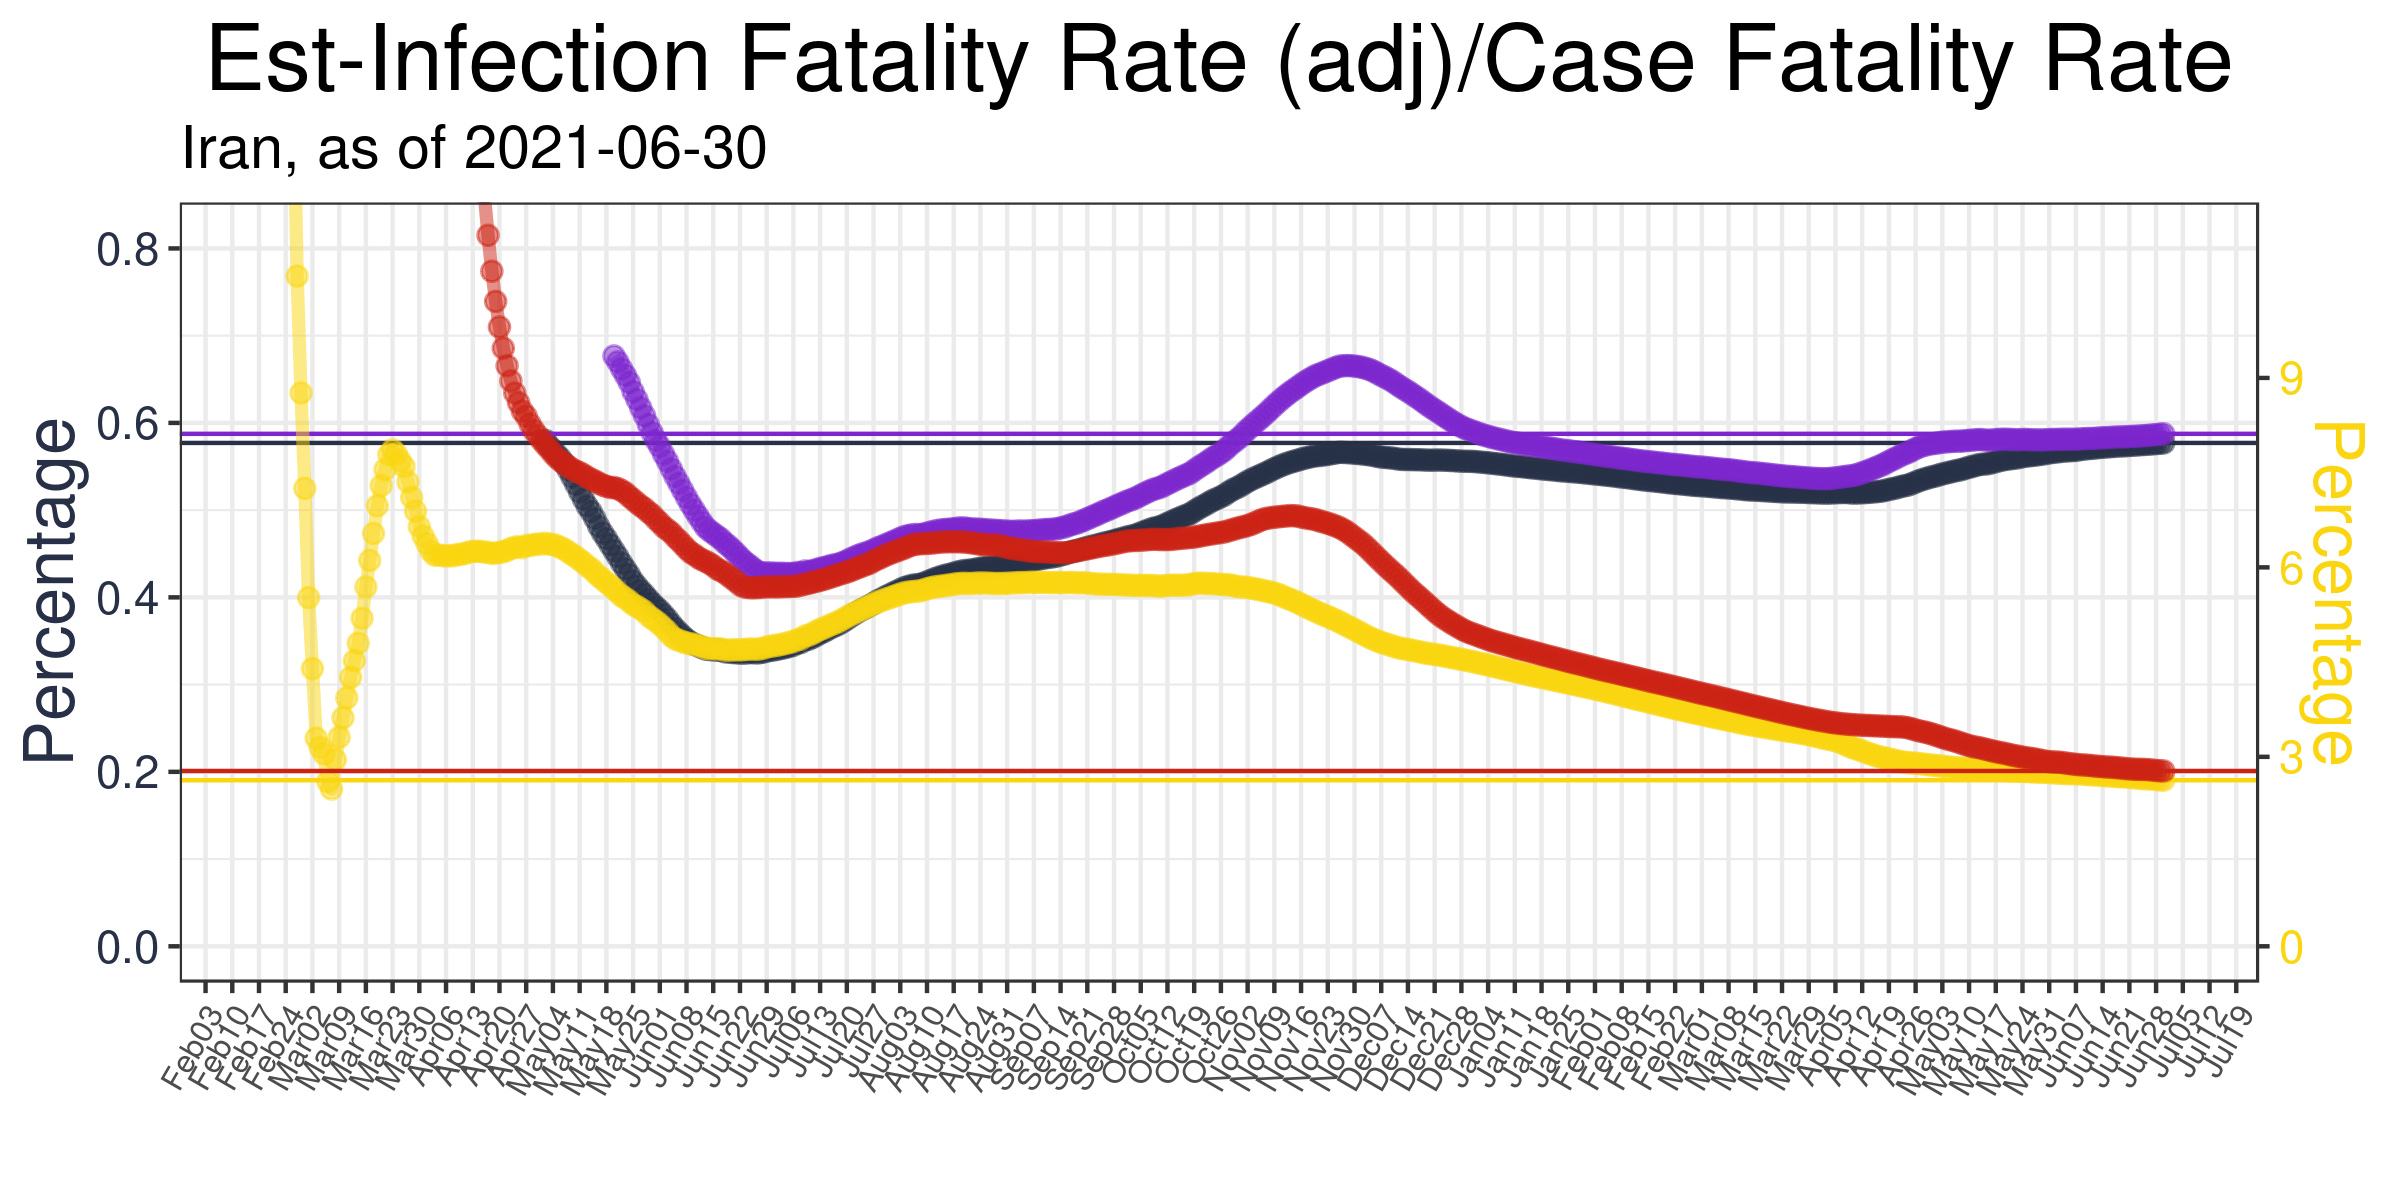 Est-Infection Fatality Rate (adj)/Case Fatality Rate
Iran, as of 2021-06-30
Percentage
0.8
0.6
0.4
0.2
0.0
9
6
3
0
Percentage
Feb03
Feb10
Feb17
Feb24
Mar02
Mar09
Mar16
Mar23
Mar30
Apr06
Apr13
Apr20
Apr27
May04
May11
May18
May25
Jun01
Jun08
Jun15
Jun22
Jun29
Jul06
Jul13
Jul20
Jul27
Aug03
Aug10
Aug17
Aug24
Aug31
Sep07
Sep14
Sep21
Sep28
Oct05
Oct12
Oct19
Oct26
Nov02
Nov09
Nov16
Nov23
Nov30
Dec07
Dec14
Dec21
Dec28
Jan04
Jan11
Jan18
Jan25
Feb01
Feb08
Feb15
Feb22
Mar01
Mar08
Mar15
Mar22
Mar29
Apr05
Apr12
Apr19
Apr26
May03
May10
May17
May24
May31
Jun07
Jun14
Jun21
Jun28
Jul05
Jul12
Jul19